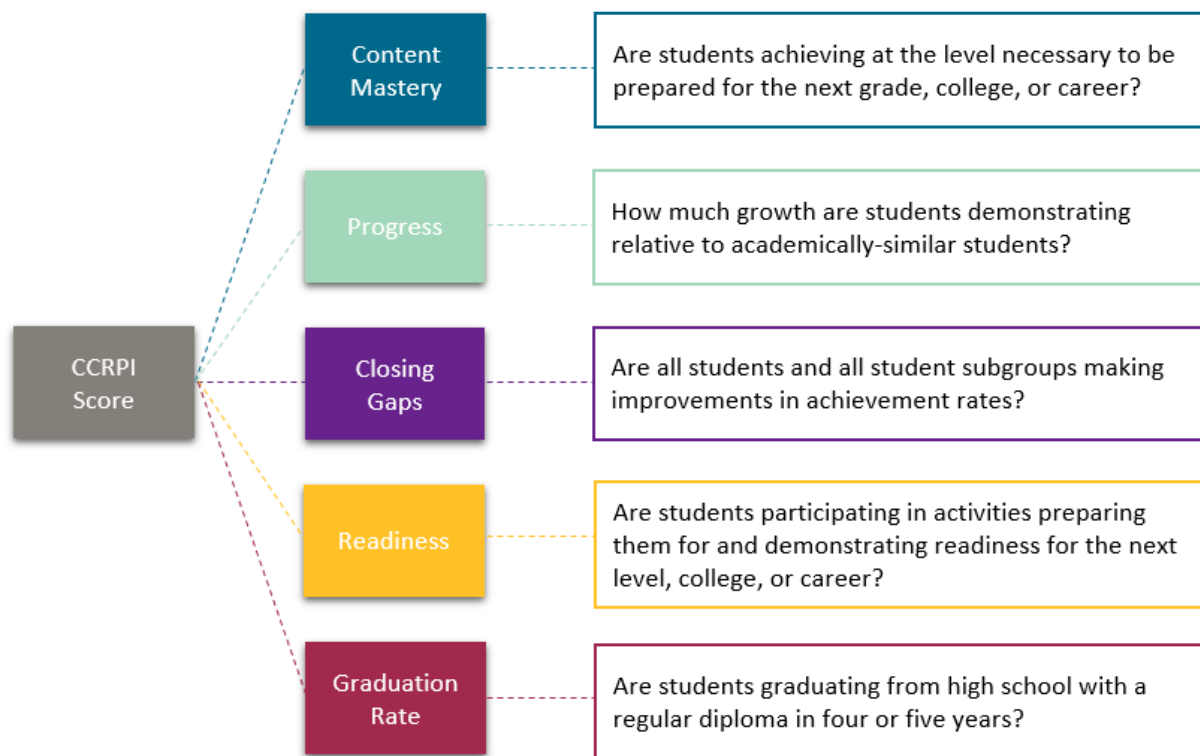 Content
Mastery
Are students achieving at the level necessary to be
prepared for the next grade, college, or career?
Progress
How much growth are students demonstrating
relative to academically-similar students?
CCRPI
Score
Closing
Gaps
Are all students and all student subgroups making
improvements in achievement rates?
Readiness
Are students participating in activities preparing
them for and demonstrating readiness for the next
level, college, or career?
Graduation
Rate
Are students graduating from high school with a
regular diploma in four or five years?